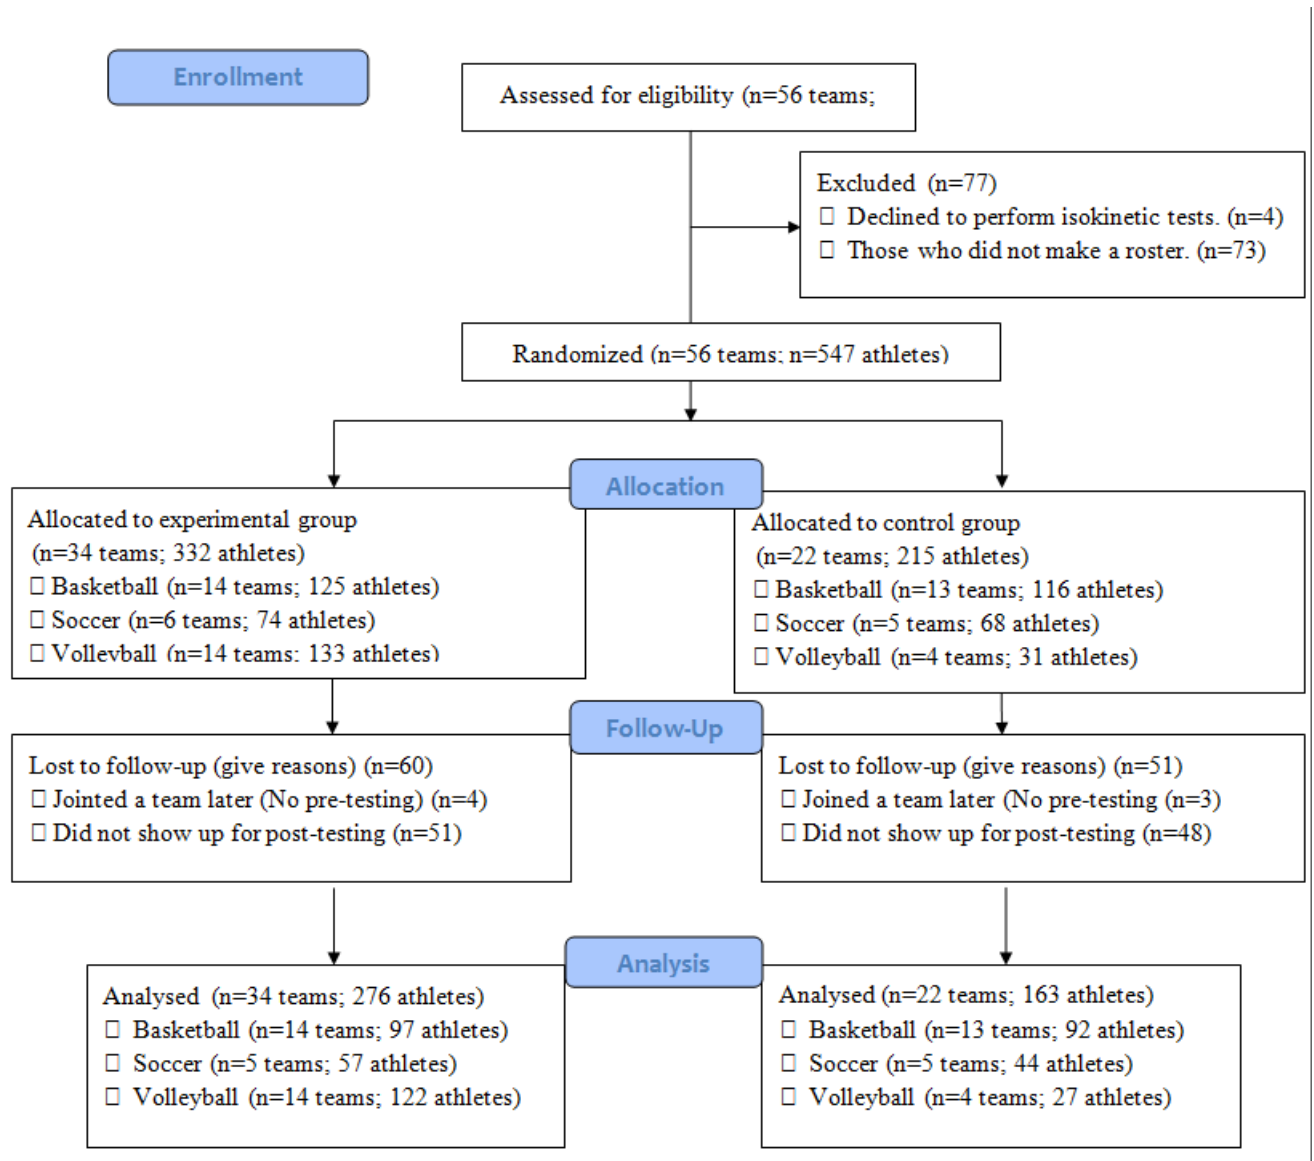 Enrollment
Assessed for eligibility (n=56 teams;
Excluded (n=77)
□ Declined to perform isokinetic tests. (n=4)
□ Those who did not make a roster. (n=73)
Randomized (n=56 teams; n=547 athletes)
Allocation
Allocated to experimental group
(n=34 teams; 332 athletes)
□ Basketball (n=14 teams; 125 athletes)
□ Soccer (n=6 teams; 74 athletes)
□ Volleyball (n=14 teams; 133 athletes)
Allocated to control group
(n=22 teams; 215 athletes)
□ Basketball (n=13 teams; 116 athletes)
□ Soccer (n=5 teams; 68 athletes)
□ Volleyball (n=4 teams; 31 athletes)
Follow-Up
Lost to follow-up (give reasons) (n=60)
□ Jointed a team later (No pre-testing) (n=4)
□ Did not show up for post-testing (n=51)
Lost to follow-up (give reasons) (n=51)
□ Joined a team later (No pre-testing (n=3)
□ Did not show up for post-testing (n=48)
Analysis
Analysed (n=34 teams; 276 athletes)
□ Basketball (n=14 teams; 97 athletes)
□ Soccer (n=5 teams; 57 athletes)
□ Volleyball (n=14 teams; 122 athletes)
Analysed (n=22 teams; 163 athletes)
□ Basketball (n=13 teams; 92 athletes)
□ Soccer (n=5 teams; 44 athletes)
□ Volleyball (n=4 teams; 27 athletes)